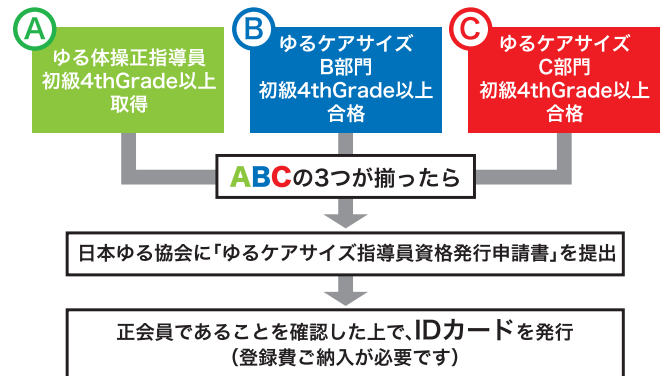 A
ゆる体操正指導員
初級4thGrade以上
取得
B
ゆるケアサイズ
B部門
初級4thGrade以上
合格
C
ゆるケアサイズ
C部門
初級4thGrade以上
合格
ABCの3つが揃ったら
日本ゆる協会に「ゆるケアサイズ指導員資格発行申請書」を提出
正会員であることを確認した上で、IDカードを発行
（登録費ご納入が必要です）